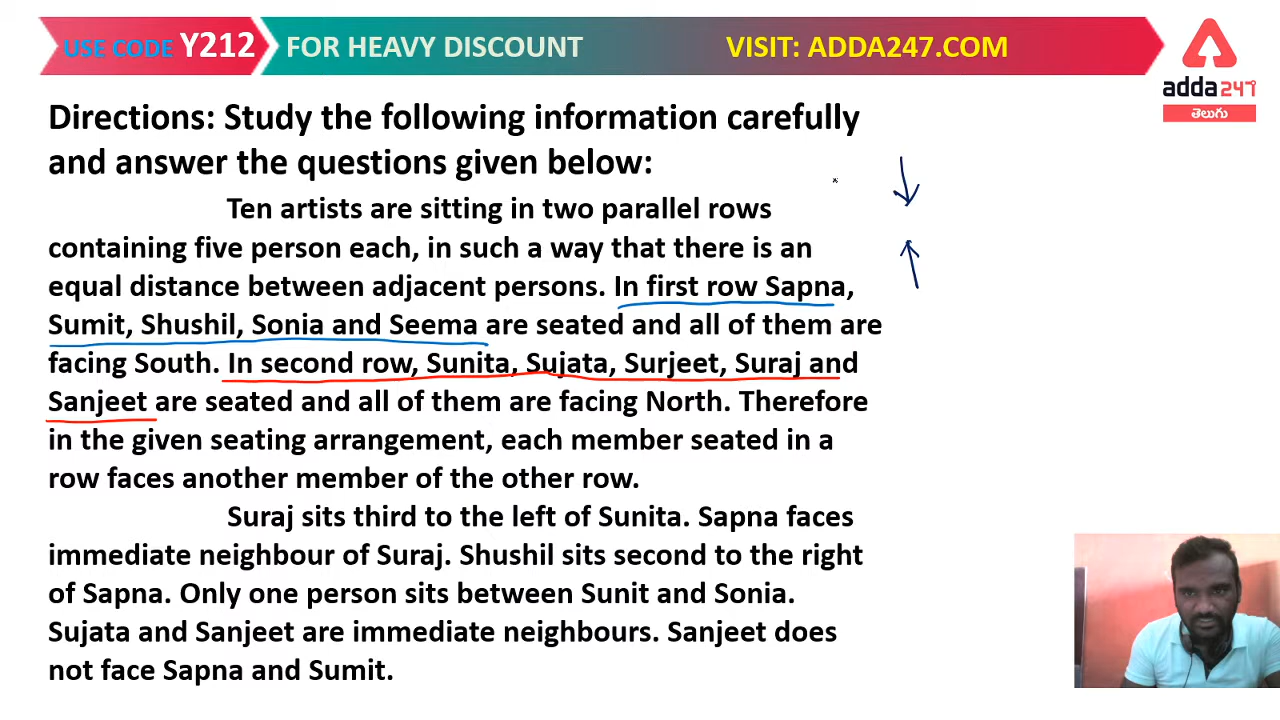 USE CODE Y212 FOR HEAVY DISCOUNT VISIT: ADDA247.COM
adda247
తెలుగు
Directions: Study the following information carefully
and answer the questions given below:
Ten artists are sitting in two parallel rows
containing five person each, in such a way that there is an
equal distance between adjacent persons. In first row Sapna,
Sumit, Shushil, Sonia and Seema are seated and all of them are
facing South. In second row, Sunita, Sujata, Surjeet, Suraj and
Sanjeet are seated and all of them are facing North. Therefore
in the given seating arrangement, each member seated in a
row faces another member of the other row.
Suraj sits third to the left of Sunita. Sapna faces
immediate neighbour of Suraj. Shushil sits second to the right
of Sapna. Only one person sits between Sunit and Sonia.
Sujata and Sanjeet are immediate neighbours. Sanjeet does
not face Sapna and Sumit.